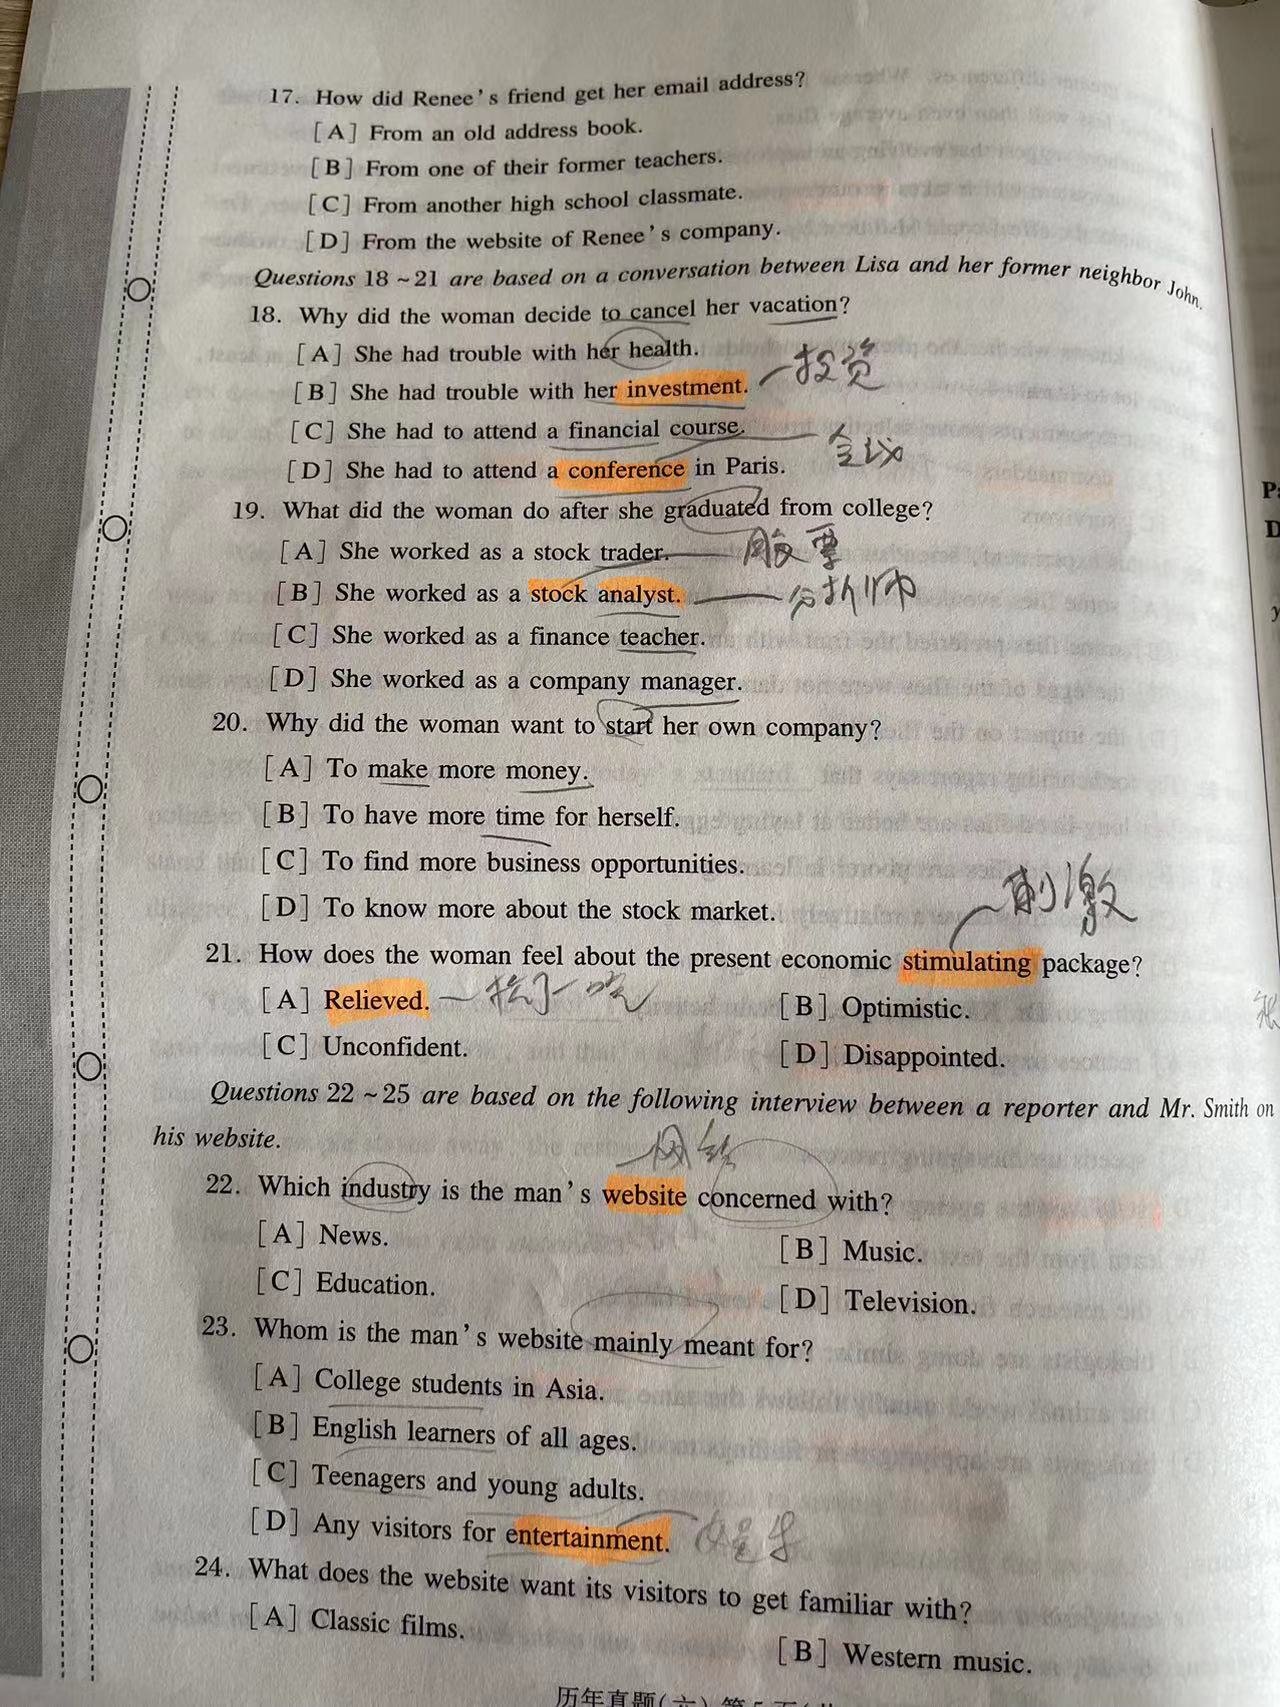 17. How did Renee's friend get her email address?
[A] From an old address book.
[B] From one of their former teachers.
[C] From another high school classmate.
[D] From the website of Renee's company.
Questions 18~21 are based on a conversation between Lisa and her former neighbor John.
18. Why did the woman decide to cancel her vacation?
[A] She had trouble with her health.
[B] She had trouble with her investment. 投资
[C] She had to attend a financial course.
[D] She had to attend a conference in Paris. 会议
19. What did the woman do after she graduated from college?
[A] She worked as a stock trader. 股票
[B] She worked as a stock analyst. 分析师
[C] She worked as a finance teacher.
[D] She worked as a company manager.
20. Why did the woman want to start her own company?
[A] To make more money.
[B] To have more time for herself.
[C] To find more business opportunities.
[D] To know more about the stock market.
刺激
21. How does the woman feel about the present economic stimulating package?
[A] Relieved. 松了一口气 [B] Optimistic.
[C] Unconfident. [D] Disappointed.
Questions 22~25 are based on the following interview between a reporter and Mr. Smith on
his website.
网站
22. Which industry is the man's website concerned with?
[A] News. [B] Music.
[C] Education. [D] Television.
23. Whom is the man's website mainly meant for?
[A] College students in Asia.
[B] English learners of all ages.
[C] Teenagers and young adults.
[D] Any visitors for entertainment. 娱乐
24. What does the website want its visitors to get familiar with?
[A] Classic films. [B] Western music.
历年真题(六) 第5页